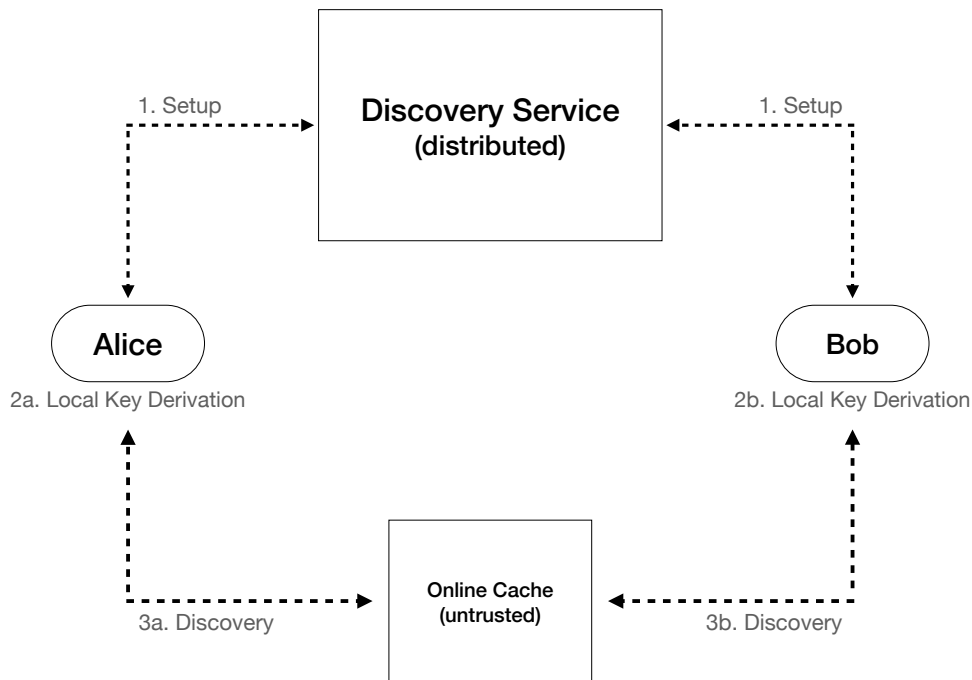 1. Setup
Discovery Service
(distributed)
1. Setup
Alice
Bob
2a. Local Key Derivation
2b. Local Key Derivation
Online Cache
(untrusted)
3a. Discovery
3b. Discovery